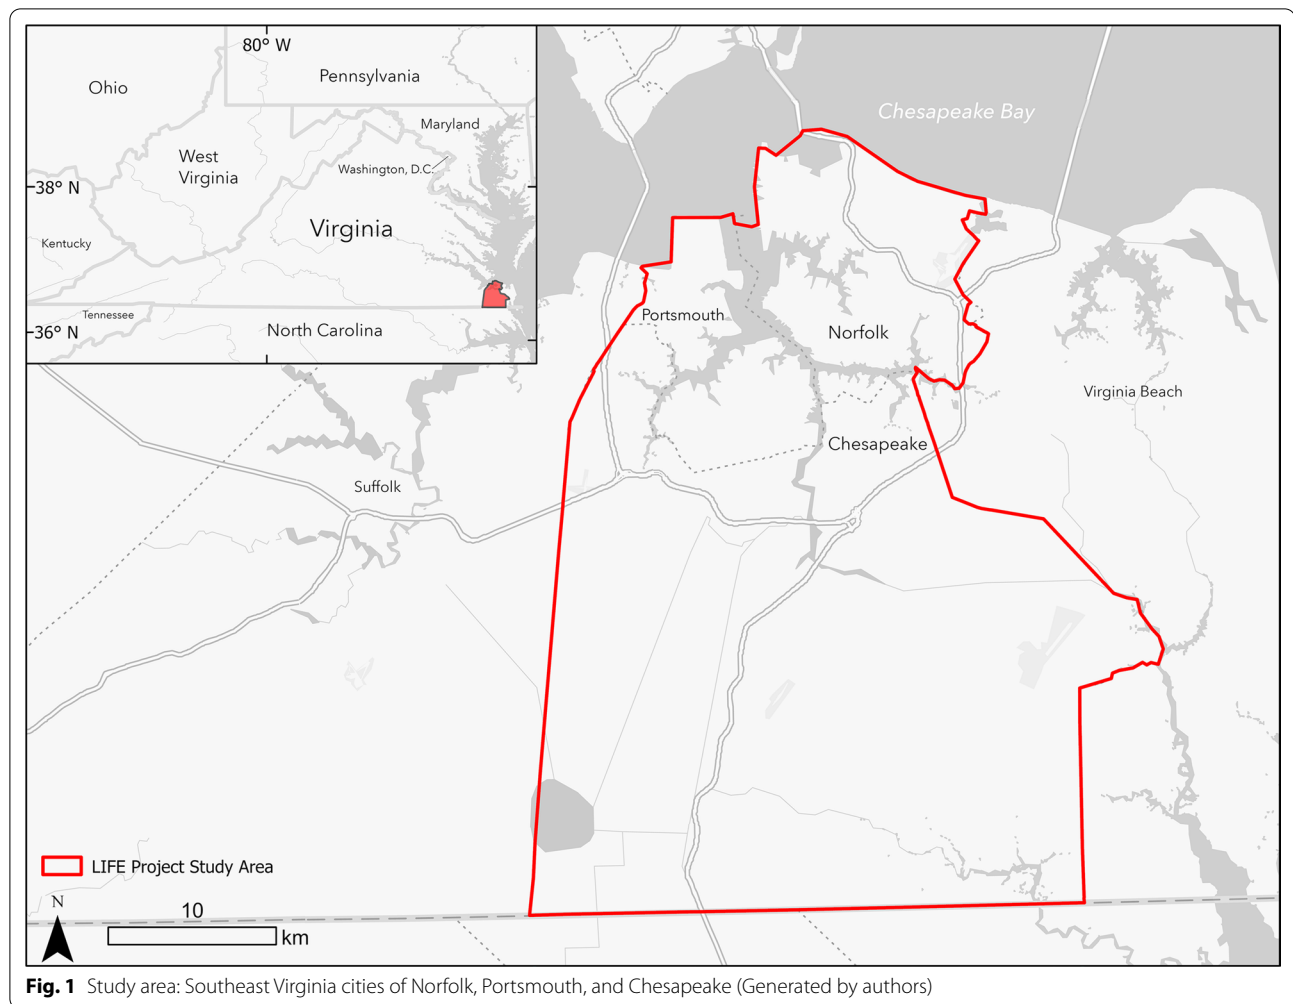 80° W
Pennsylvania
Ohio
Maryland
West
Virginia
Washington, D.C.
38° N
Virginia
Kentucky
Tennessee
36° N
North Carolina
Chesapeake Bay
Portsmouth
Norfolk
Virginia Beach
Chesapeake
Suffolk
LIFE Project Study Area
N
10
km
Fig. 1 Study area: Southeast Virginia cities of Norfolk, Portsmouth, and Chesapeake (Generated by authors)